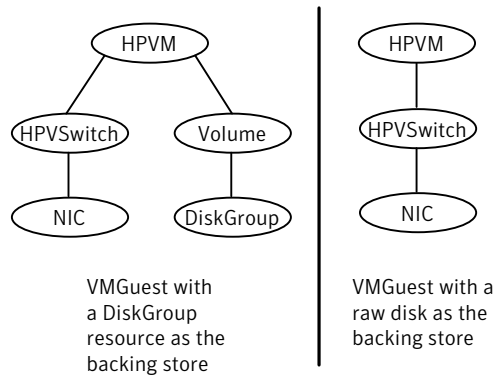 HPVM
HPVSwitch
Volume
NIC
DiskGroup
VMGuest with
a DiskGroup
resource as the
backing store
HPVM
HPVSwitch
NIC
VMGuest with a
raw disk as the
backing store